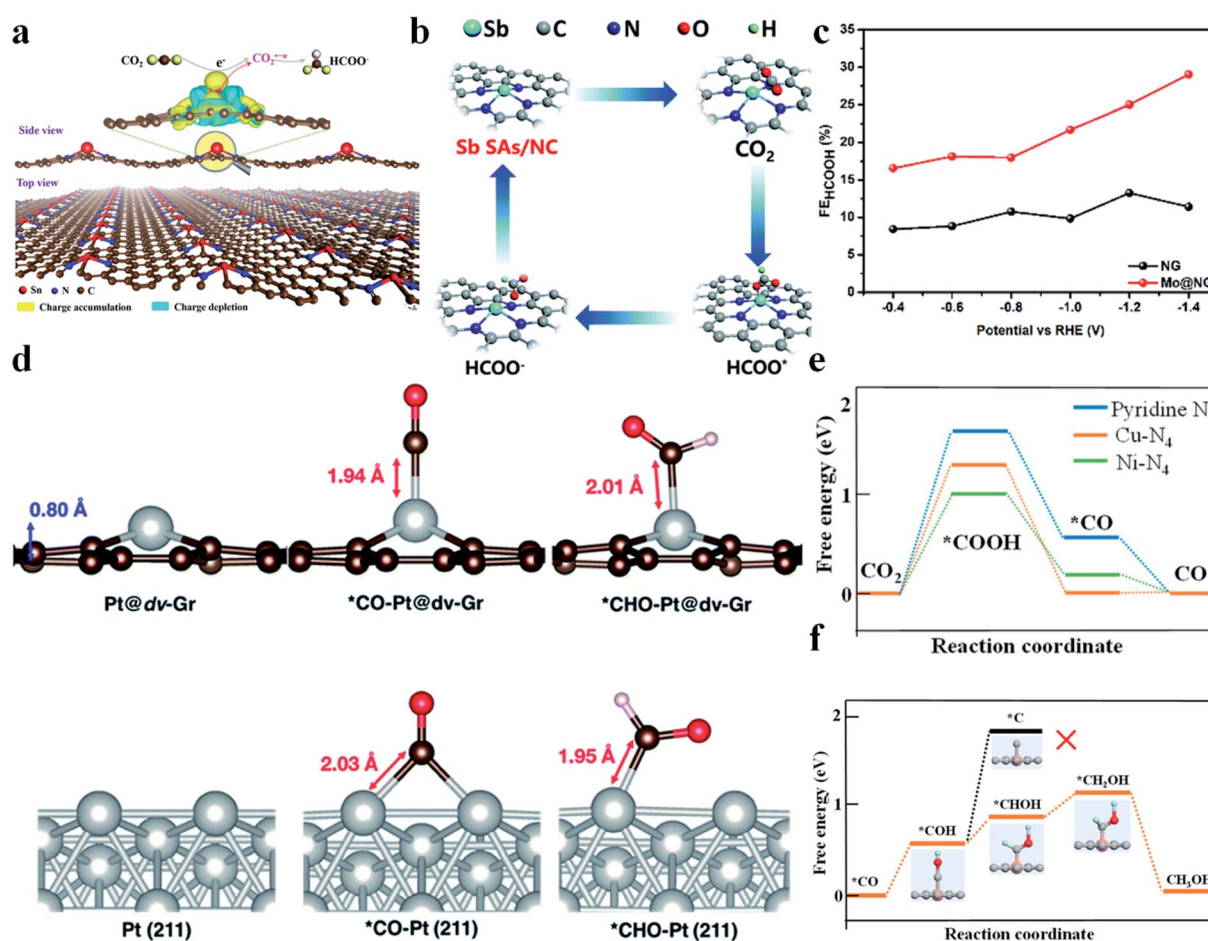 a
CO₂
e⁻
CO₂•⁻*
HCOO⁻
Side view
Top view
Sn N C
Charge accumulation Charge depletion
b
Sb C N O H
Sb SAs/NC
CO₂
HCOO⁻
HCOO*
c
FE_HCOOH (%)
35
30
25
20
15
10
5
0
-0.4 -0.6 -0.8 -1.0 -1.2 -1.4
Potential vs RHE (V)
NG
Mo@NG
d
0.80 Å
1.94 Å
2.01 Å
Pt@dv-Gr
*CO-Pt@dv-Gr
*CHO-Pt@dv-Gr
2.03 Å
1.95 Å
Pt (211)
*CO-Pt (211)
*CHO-Pt (211)
e
Free energy (eV)
2
1
0
Pyridine N
Cu-N₄
Ni-N₄
CO₂
*COOH
*CO
CO
Reaction coordinate
f
Free energy (eV)
2
1
0
*C
*CO
*COH
*CHOH
*CH₂OH
CH₃OH
Reaction coordinate